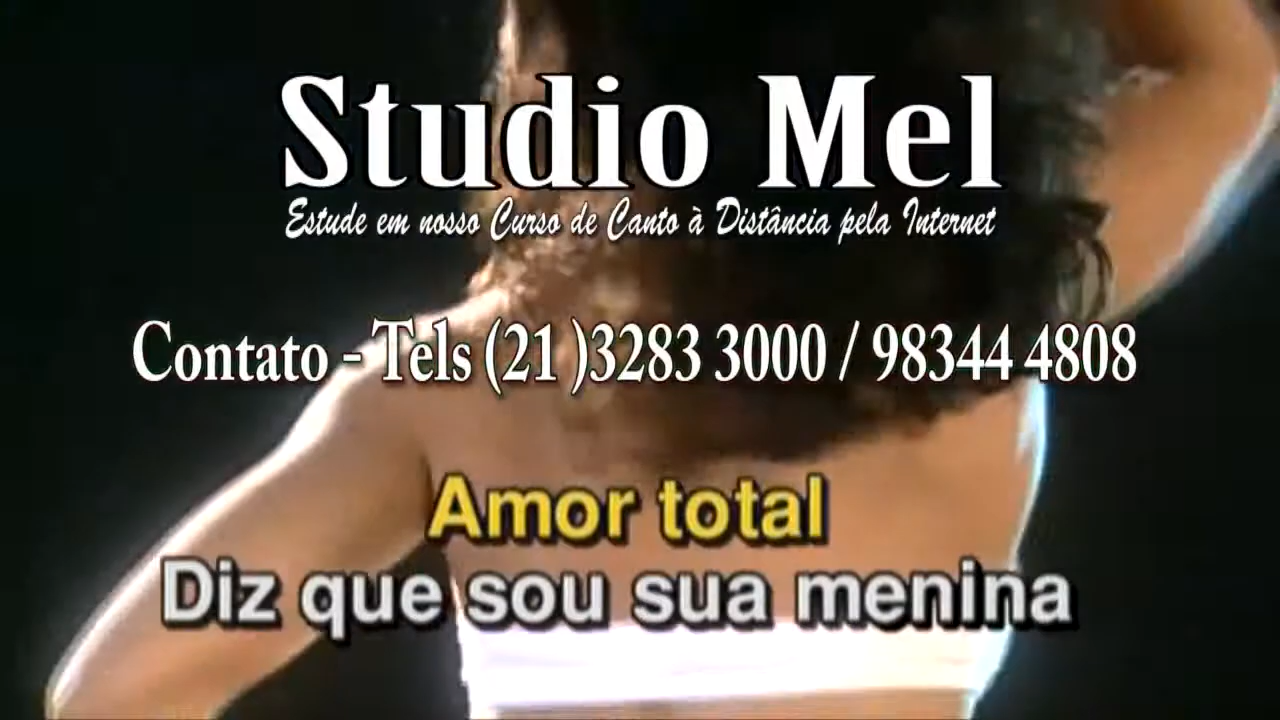 Studio Mel
Estude em nosso Curso de Canto à Distância pela Internet
Contato - Tels (21 )3283 3000 / 98344 4808
Amor total
Diz que sou sua menina